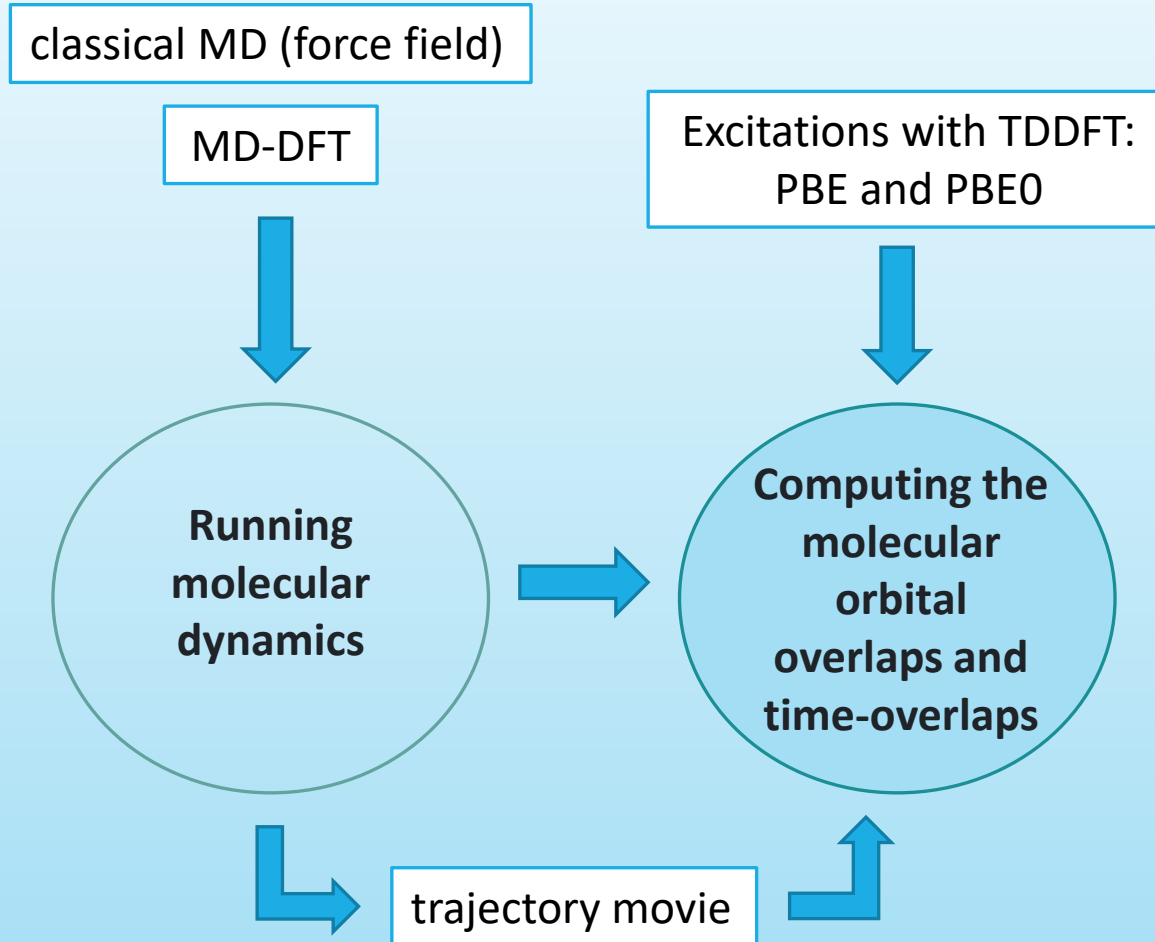 classical MD (force field)
MD-DFT
Excitations with TDDFT:
PBE and PBE0
Running
molecular
dynamics
Computing the
molecular
orbital
overlaps and
time-overlaps
trajectory movie